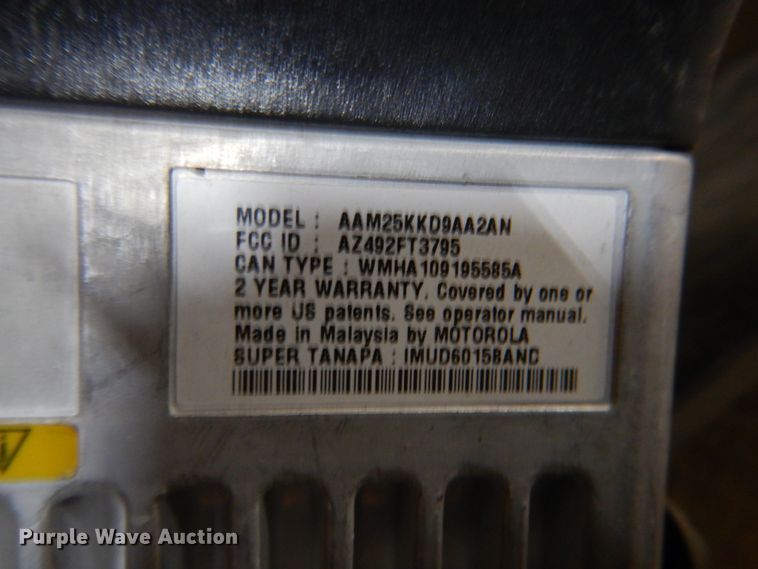 MODEL : AAM25KKD9AA2AN
FCC ID : AZ492FT3795
CAN TYPE : WMHA109195585A
2 YEAR WARRANTY. Covered by one or
more US patents. See operator manual.
Made in Malaysia by MOTOROLA
SUPER TANAPA : IMUD6015BANC
Purple Wave Auction